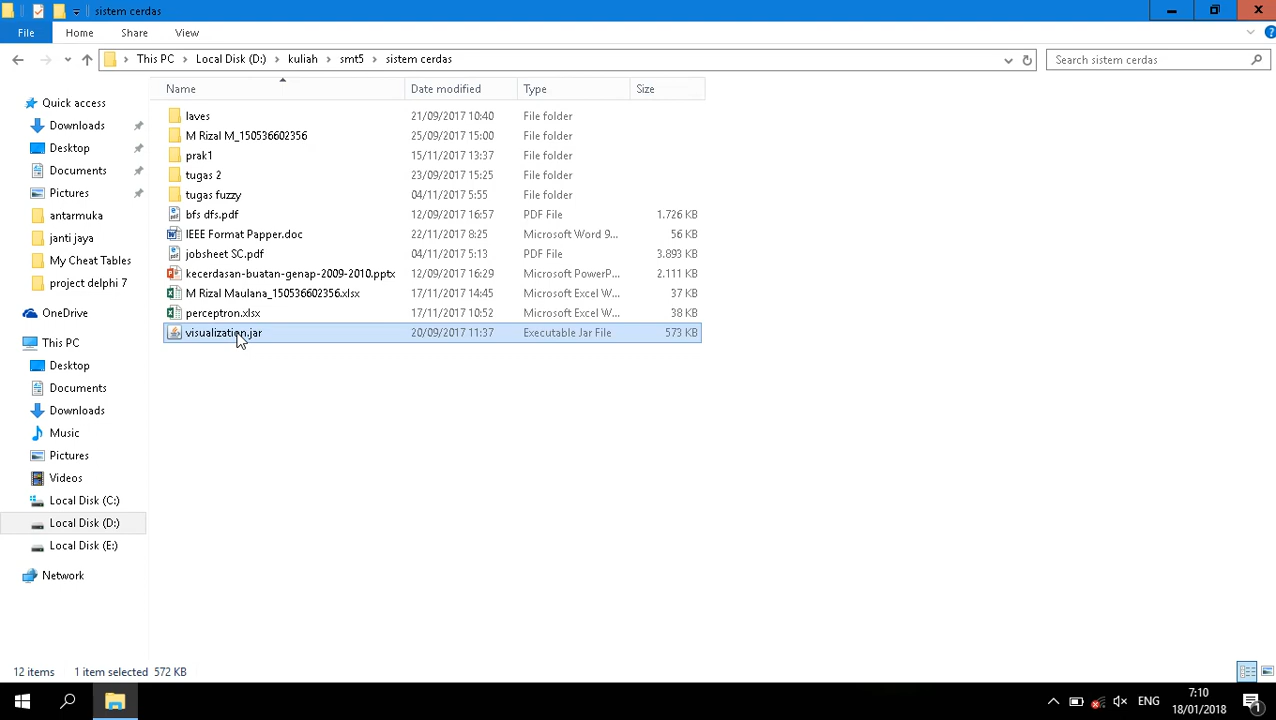 sistem cerdas
File Home Share View
This PC Local Disk (D:) kuliah smt5 sistem cerdas Search sistem cerdas
Name Date modified Type Size
Quick access
Downloads
Desktop
Documents
Pictures
antarmuka
janti jaya
My Cheat Tables
project delphi 7
OneDrive
This PC
Desktop
Documents
Downloads
Music
Pictures
Videos
Local Disk (C:)
Local Disk (D:)
Local Disk (E:)
Network
laves 21/09/2017 10:40 File folder
M Rizal M_150536602356 25/09/2017 15:00 File folder
prak1 15/11/2017 13:37 File folder
tugas 2 23/09/2017 15:25 File folder
tugas fuzzy 04/11/2017 5:55 File folder
bfs dfs.pdf 12/09/2017 16:57 PDF File 1.726 KB
IEEE Format Papper.doc 22/11/2017 8:25 Microsoft Word 9... 56 KB
jobsheet SC.pdf 04/11/2017 5:13 PDF File 3.893 KB
kecerdasan-buatan-genap-2009-2010.pptx 12/09/2017 16:29 Microsoft PowerP... 2.111 KB
M Rizal Maulana_150536602356.xlsx 17/11/2017 14:45 Microsoft Excel W... 37 KB
perceptron.xlsx 17/11/2017 10:52 Microsoft Excel W... 38 KB
visualization.jar 20/09/2017 11:37 Executable Jar File 573 KB
12 items 1 item selected 572 KB
ENG
7:10
18/01/2018
1